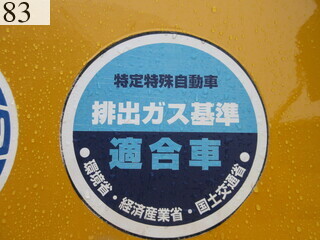 83
特定特殊自動車
排出ガス基準
適合車
●環境省・経済産業省・国土交通省●